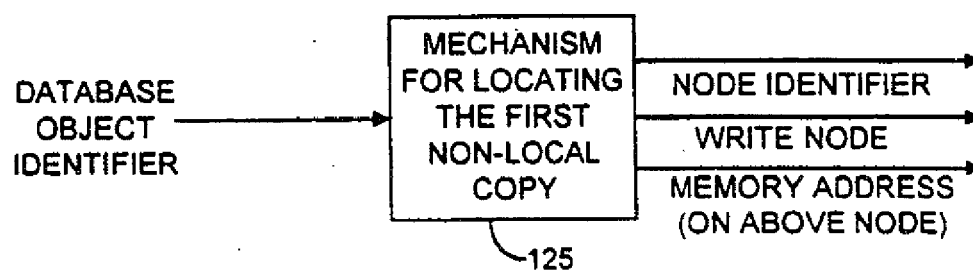 DATABASE
OBJECT
IDENTIFIER
MECHANISM
FOR LOCATING
THE FIRST
NON-LOCAL
COPY
NODE IDENTIFIER
WRITE NODE
MEMORY ADDRESS
(ON ABOVE NODE)
125